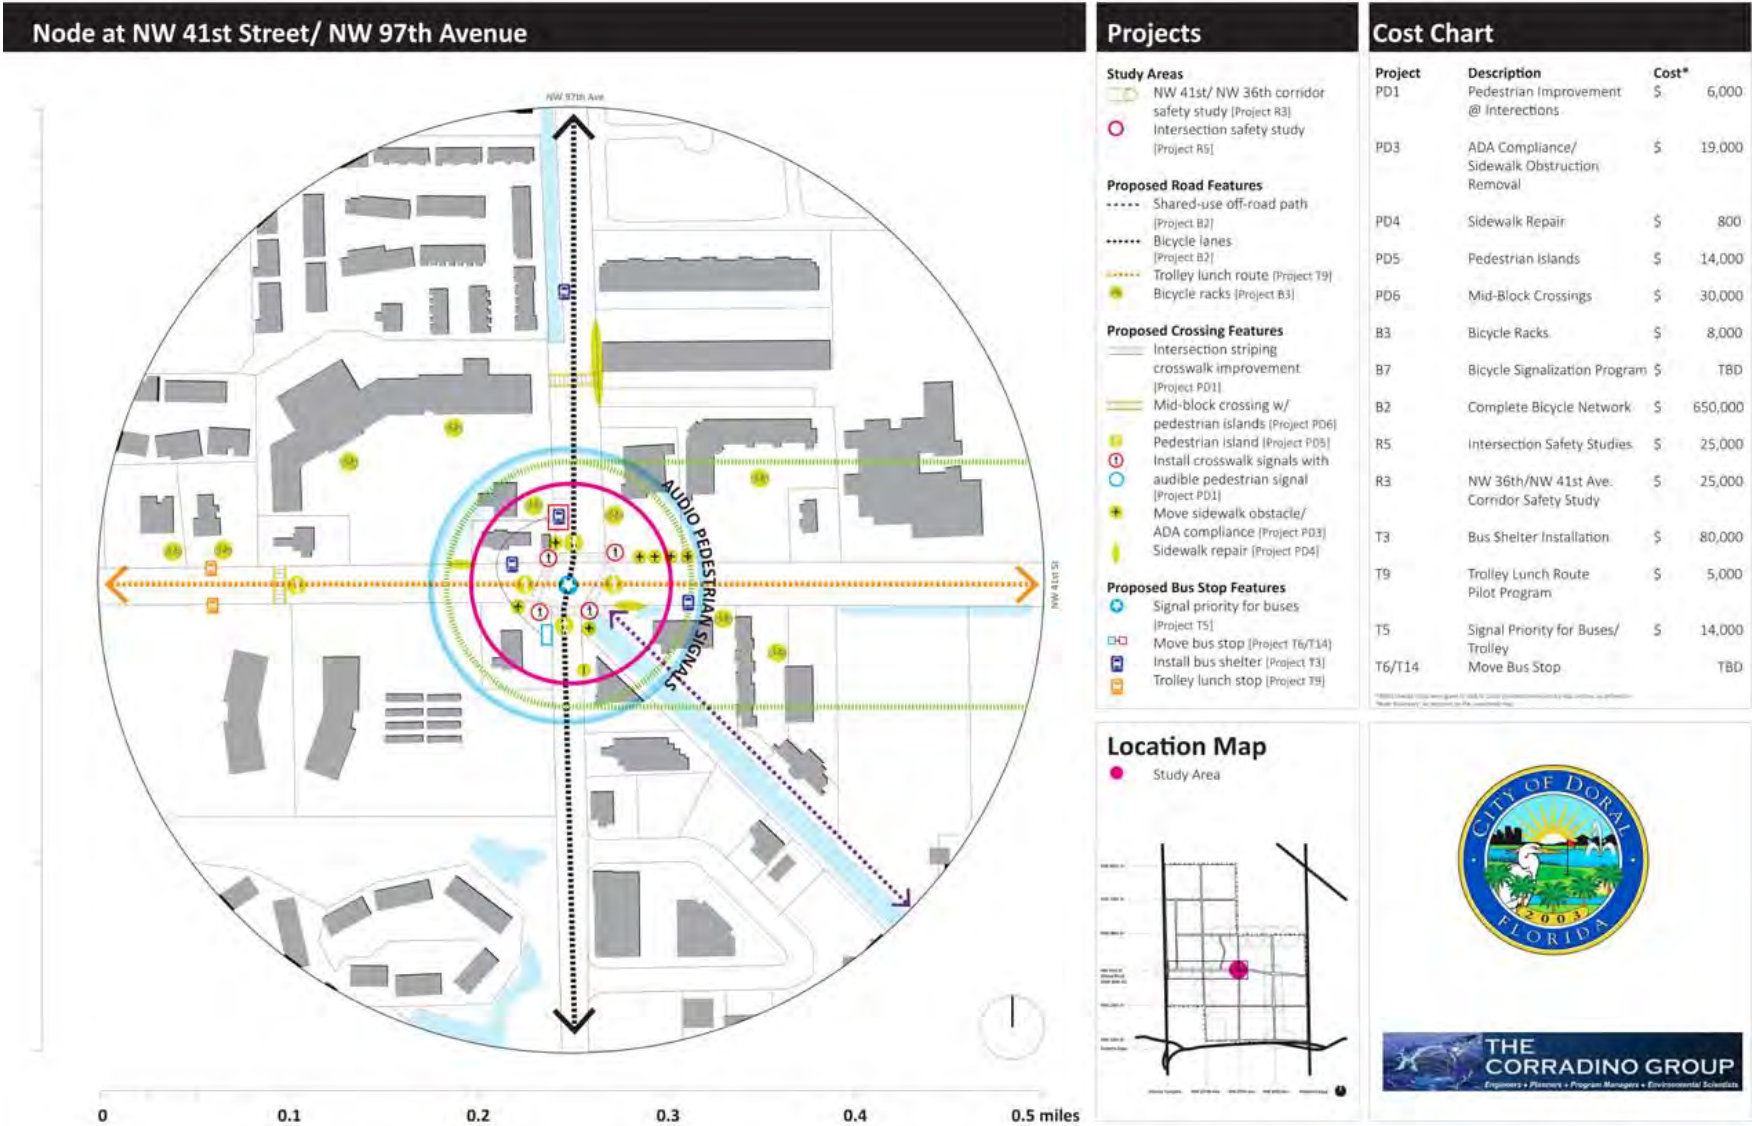 Node at NW 41st Street/ NW 97th Avenue
NW 97th Ave
AUDIO PEDESTRIAN SIGNALS
NW 41st St
0
0.1
0.2
0.3
0.4
0.5 miles
Projects
Study Areas
NW 41st/ NW 36th corridor
safety study [Project R3]
Intersection safety study
[Project R5]
Proposed Road Features
Shared-use off-road path
[Project B2]
Bicycle lanes
[Project B2]
Trolley lunch route [Project T9]
Bicycle racks [Project B3]
Proposed Crossing Features
Intersection striping
crosswalk improvement
[Project PD1]
Mid-block crossing w/
pedestrian islands [Project PD6]
Pedestrian island [Project PD5]
Install crosswalk signals with
audible pedestrian signal
[Project PD1]
Move sidewalk obstacle/
ADA compliance [Project PD3]
Sidewalk repair [Project PD4]
Proposed Bus Stop Features
Signal priority for buses
[Project T5]
Move bus stop [Project T6/T14]
Install bus shelter [Project T3]
Trolley lunch stop [Project T9]
Location Map
Study Area
Cost Chart
Project Description Cost*
PD1 Pedestrian Improvement $ 6,000
@ Interections
PD3 ADA Compliance/ $ 19,000
Sidewalk Obstruction
Removal
PD4 Sidewalk Repair $ 800
PD5 Pedestrian Islands $ 14,000
PD6 Mid-Block Crossings $ 30,000
B3 Bicycle Racks $ 8,000
B7 Bicycle Signalization Program $ TBD
B2 Complete Bicycle Network $ 650,000
R5 Intersection Safety Studies $ 25,000
R3 NW 36th/NW 41st Ave. $ 25,000
Corridor Safety Study
T3 Bus Shelter Installation $ 80,000
T9 Trolley Lunch Route $ 5,000
Pilot Program
T5 Signal Priority for Buses/ $ 14,000
Trolley
T6/T14 Move Bus Stop TBD
CITY OF DORAL
2003
FLORIDA
THE
CORRADINO GROUP
Engineers • Planners • Program Managers • Environmental Scientists